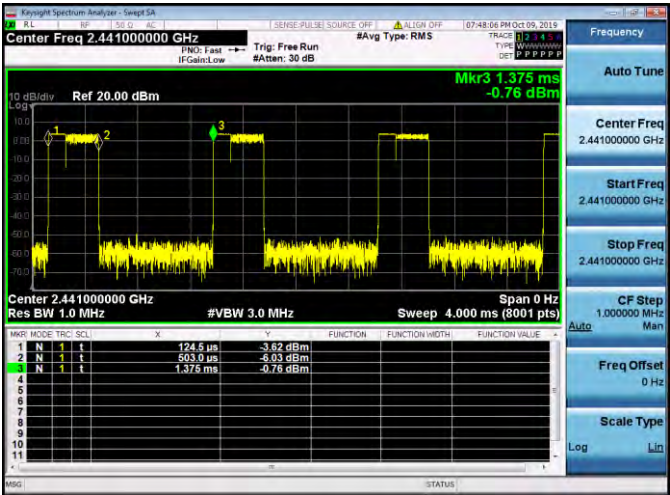 Keysight Spectrum Analyzer - Swept SA
RL RF 50 Ω AC SENSE:PULSE SOURCE OFF ALIGN OFF 07:48:06 PM Oct 09, 2019
Center Freq 2.441000000 GHz
PNO: Fast
IFGain:Low
Trig: Free Run
#Atten: 30 dB
#Avg Type: RMS
TRACE 1 2 3 4 5 6
TYPE
DET P P P P P P
Mkr3 1.375 ms
-0.76 dBm
10 dB/div Ref 20.00 dBm
Log
10.0
0.00
-10.0
-20.0
-30.0
-40.0
-50.0
-60.0
-70.0
1
2
3
Center 2.441000000 GHz Span 0 Hz
Res BW 1.0 MHz #VBW 3.0 MHz Sweep 4.000 ms (8001 pts)
MKR MODE TRC SCL X Y FUNCTION FUNCTION WIDTH FUNCTION VALUE
1 N 1 t 124.5 µs -3.62 dBm
2 N 1 t 503.0 µs -6.03 dBm
3 N 1 t 1.375 ms -0.76 dBm
4
5
6
7
8
9
10
11
MSG STATUS
Frequency
Auto Tune
Center Freq
2.441000000 GHz
Start Freq
2.441000000 GHz
Stop Freq
2.441000000 GHz
CF Step
1.000000 MHz
Auto Man
Freq Offset
0 Hz
Scale Type
Log Lin